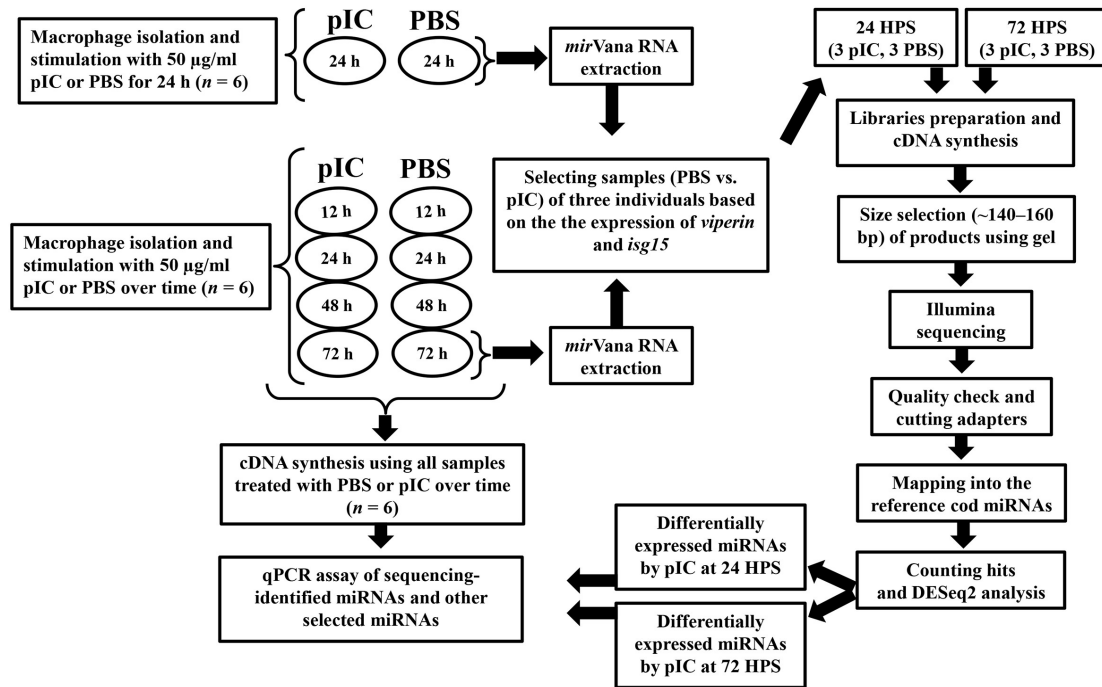 pIC
PBS
Macrophage isolation and
stimulation with 50 µg/ml
pIC or PBS for 24 h (n = 6)
24 h
24 h
mirVana RNA
extraction
pIC
PBS
12 h
12 h
24 h
24 h
48 h
48 h
72 h
72 h
Macrophage isolation and
stimulation with 50 µg/ml
pIC or PBS over time (n = 6)
Selecting samples (PBS vs.
pIC) of three individuals based
on the the expression of viperin
and isg15
mirVana RNA
extraction
cDNA synthesis using all samples
treated with PBS or pIC over time
(n = 6)
qPCR assay of sequencing-
identified miRNAs and other
selected miRNAs
24 HPS
(3 pIC, 3 PBS)
72 HPS
(3 pIC, 3 PBS)
Libraries preparation and
cDNA synthesis
Size selection (~140–160
bp) of products using gel
Illumina
sequencing
Quality check and
cutting adapters
Mapping into the
reference cod miRNAs
Counting hits
and DESeq2 analysis
Differentially
expressed miRNAs
by pIC at 24 HPS
Differentially
expressed miRNAs
by pIC at 72 HPS